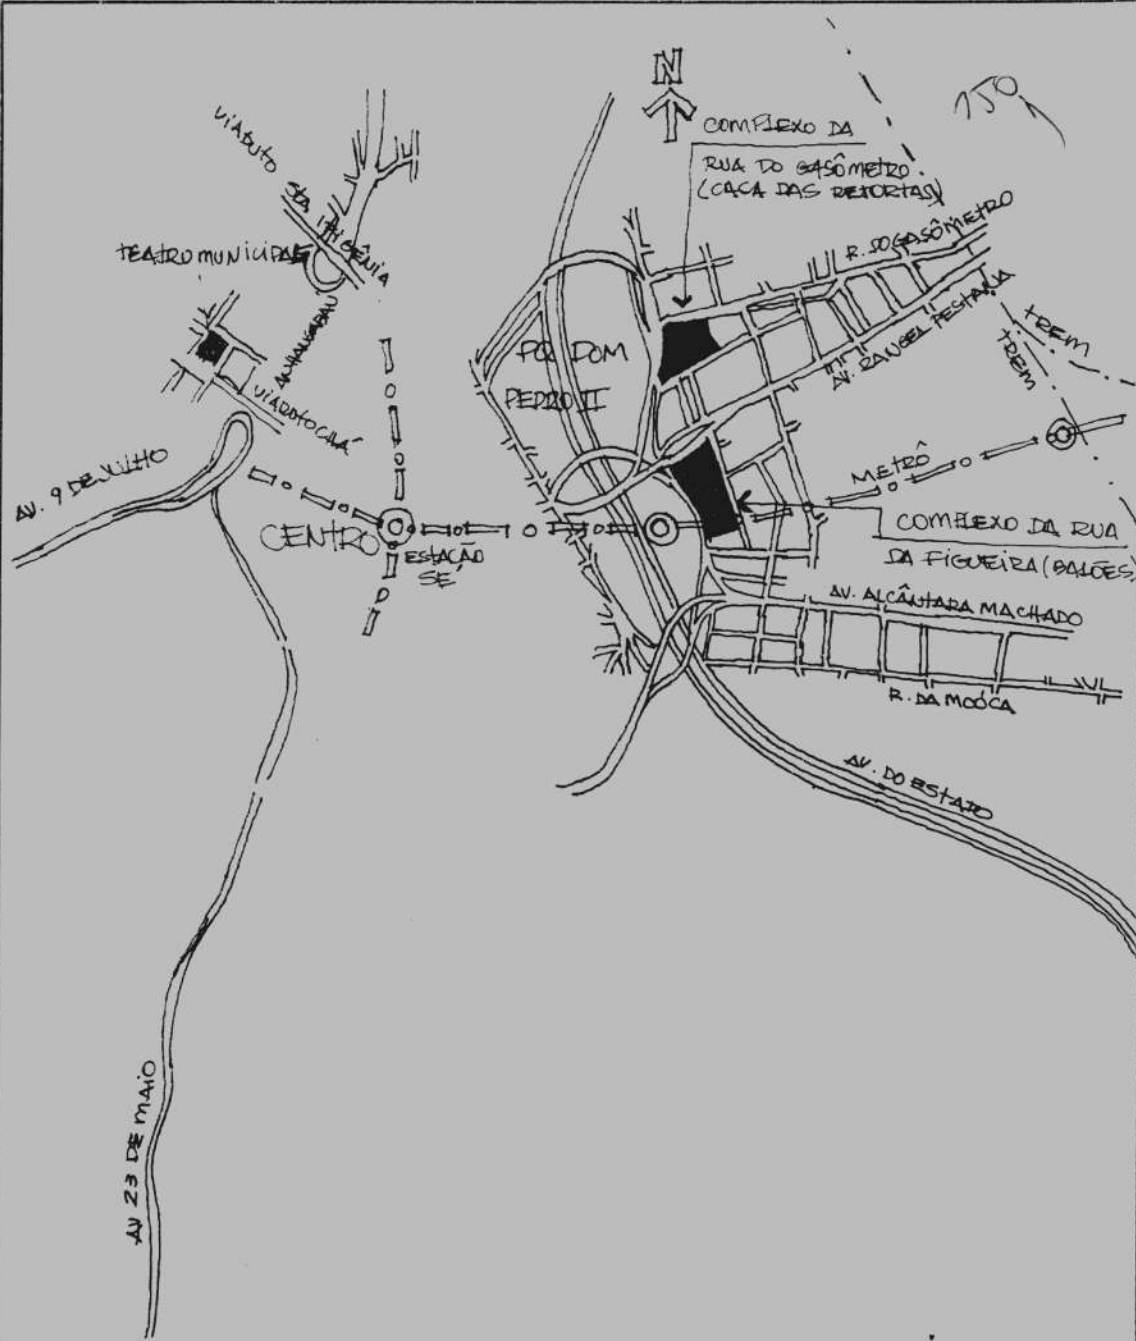 N
150
COMPLEXO DA
RUA DO GASÔMETRO
(CASA DAS RETORTAS)
VIADUTO STA IFIGÊNIA
TEATRO MUNICIPAL
R. DO GASÔMETRO
AV. RANGEL PESTANA
TREM
TREM
ANHANGABAU
PQ DOM
PEDRO II
VIADUTO CHÁ
AV. 9 DE JULHO
METRÔ
CENTRO
ESTAÇÃO
SÉ
COMPLEXO DA RUA
DA FIGUEIRA (BALÕES)
AV. ALCÂNTARA MACHADO
R. DA MOÓCA
AV. DO ESTADO
AV 23 DE MAIO